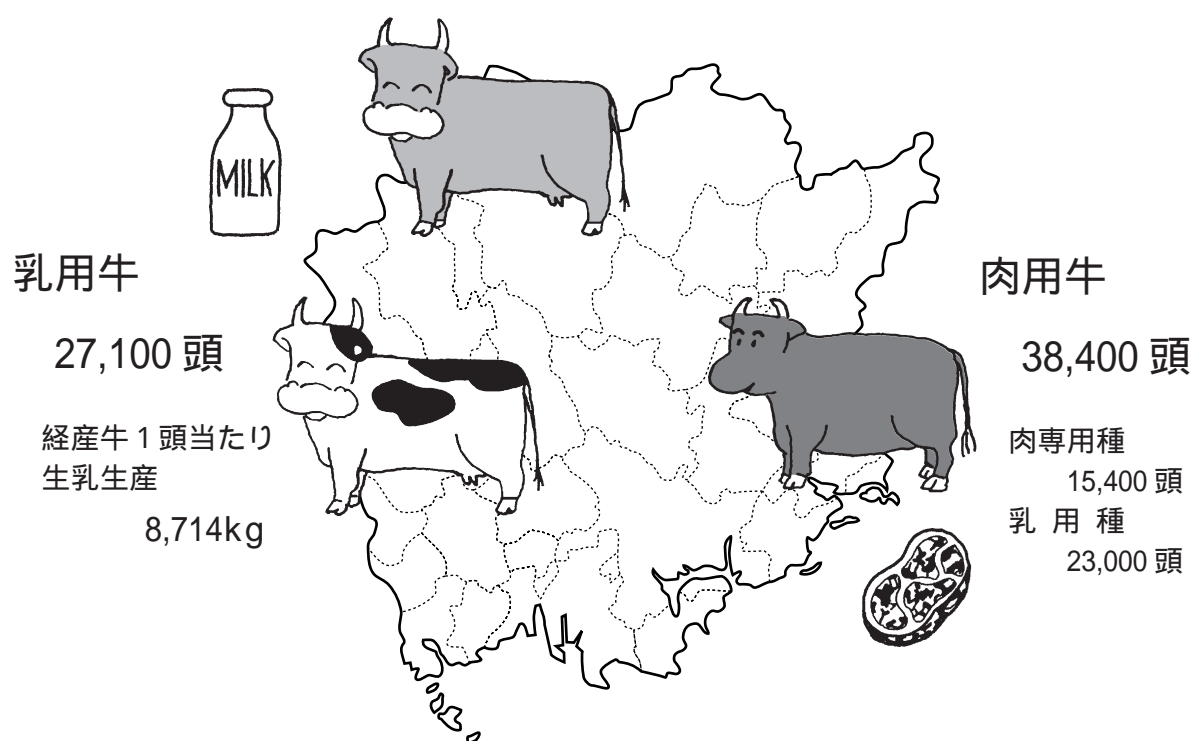 MILK
乳用牛
27,100 頭
経産牛1頭当たり
生乳生産
8,714kg
肉用牛
38,400 頭
肉専用種
15,400 頭
乳 用 種
23,000 頭